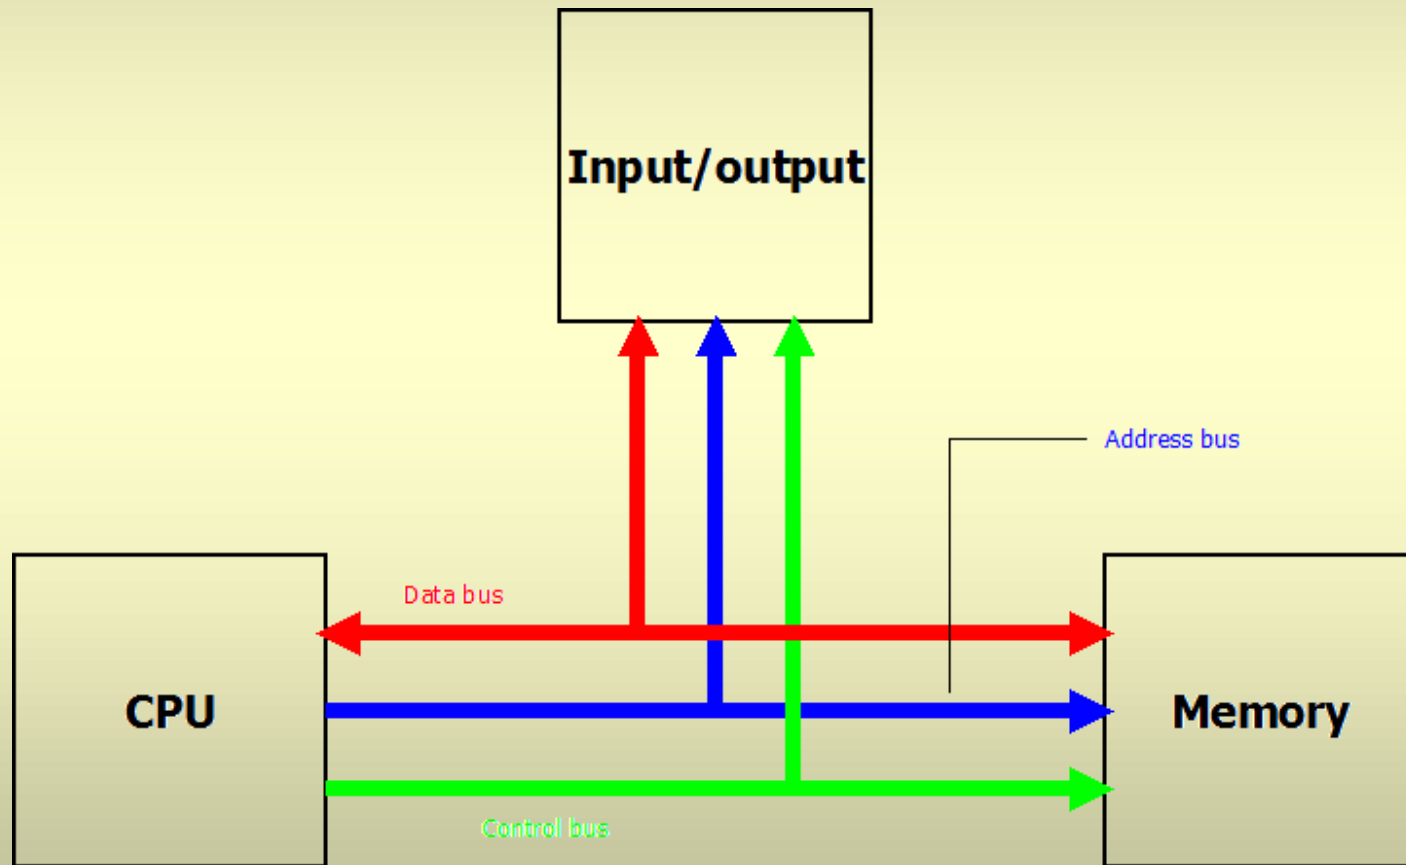 Input/output
Address bus
Data bus
CPU
Memory
Control bus